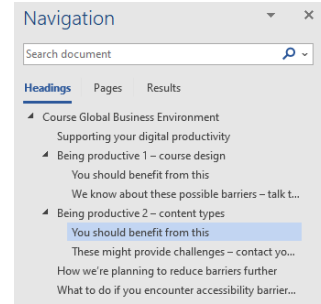 Navigation
Search document
Headings Pages Results
Course Global Business Environment
Supporting your digital productivity
Being productive 1 – course design
You should benefit from this
We know about these possible barriers – talk t...
Being productive 2 – content types
You should benefit from this
These might provide challenges – contact yo...
How we're planning to reduce barriers further
What to do if you encounter accessibility barrier...